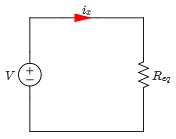 i_x
V
+
−
R_eq